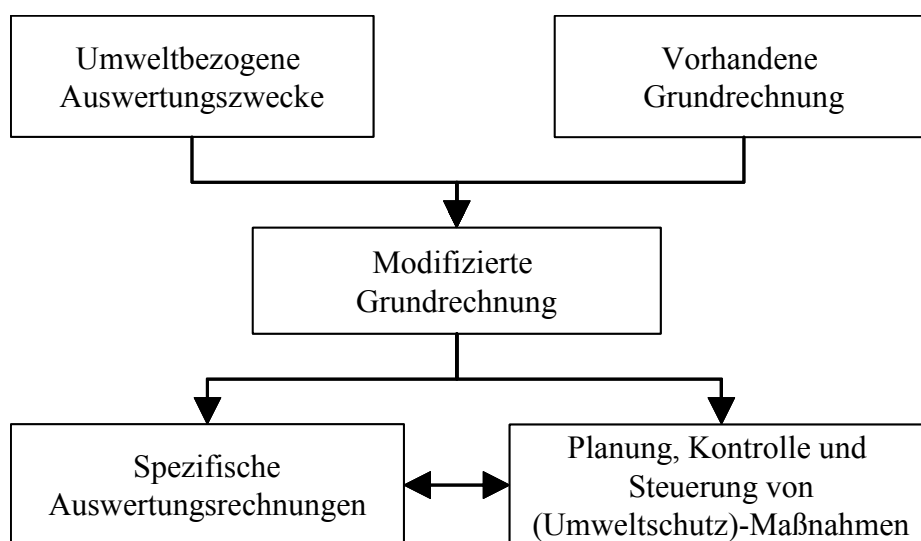 Umweltbezogene
Auswertungszwecke
Vorhandene
Grundrechnung
Modifizierte
Grundrechnung
Spezifische
Auswertungsrechnungen
Planung, Kontrolle und
Steuerung von
(Umweltschutz)-Maßnahmen